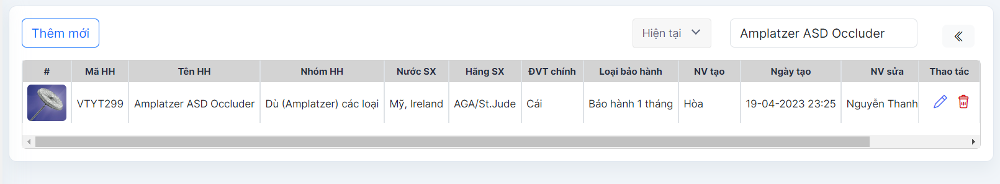 Thêm mới
Hiện tại
Amplatzer ASD Occluder
# Mã HH Tên HH Nhóm HH Nước SX Hãng SX ĐVT chính Loại bảo hành NV tạo Ngày tạo NV sửa Thao tác
VTYT299 Amplatzer ASD Occluder Dù (Amplatzer) các loại Mỹ, Ireland AGA/St.Jude Cái Bảo hành 1 tháng Hòa 19-04-2023 23:25 Nguyễn Thanh